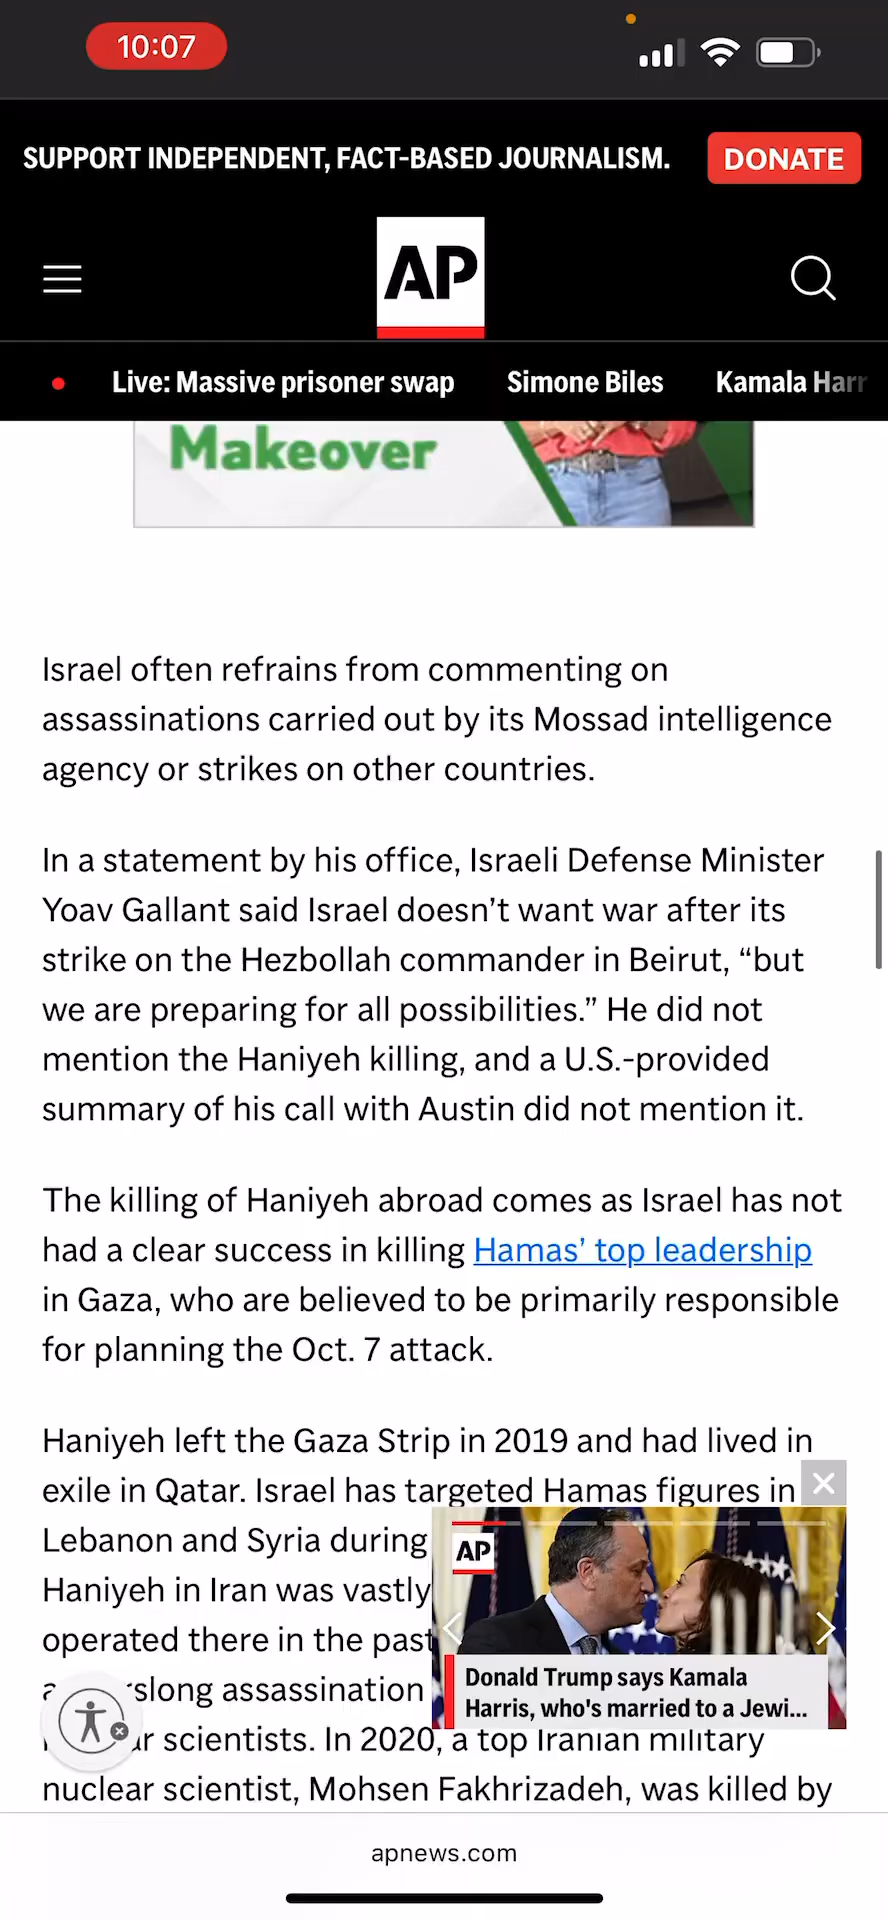 10:07
SUPPORT INDEPENDENT, FACT-BASED JOURNALISM.
DONATE
AP
Live: Massive prisoner swap
Simone Biles
Kamala Harr
Makeover
Israel often refrains from commenting on
assassinations carried out by its Mossad intelligence
agency or strikes on other countries.
In a statement by his office, Israeli Defense Minister
Yoav Gallant said Israel doesn’t want war after its
strike on the Hezbollah commander in Beirut, “but
we are preparing for all possibilities.” He did not
mention the Haniyeh killing, and a U.S.-provided
summary of his call with Austin did not mention it.
The killing of Haniyeh abroad comes as Israel has not
had a clear success in killing Hamas’ top leadership
in Gaza, who are believed to be primarily responsible
for planning the Oct. 7 attack.
Haniyeh left the Gaza Strip in 2019 and had lived in
exile in Qatar. Israel has targeted Hamas figures in
Lebanon and Syria during
Haniyeh in Iran was vastly
operated there in the past
slong assassination
scientists. In 2020, a top Iranian military
nuclear scientist, Mohsen Fakhrizadeh, was killed by
AP
Donald Trump says Kamala
Harris, who's married to a Jewi...
apnews.com